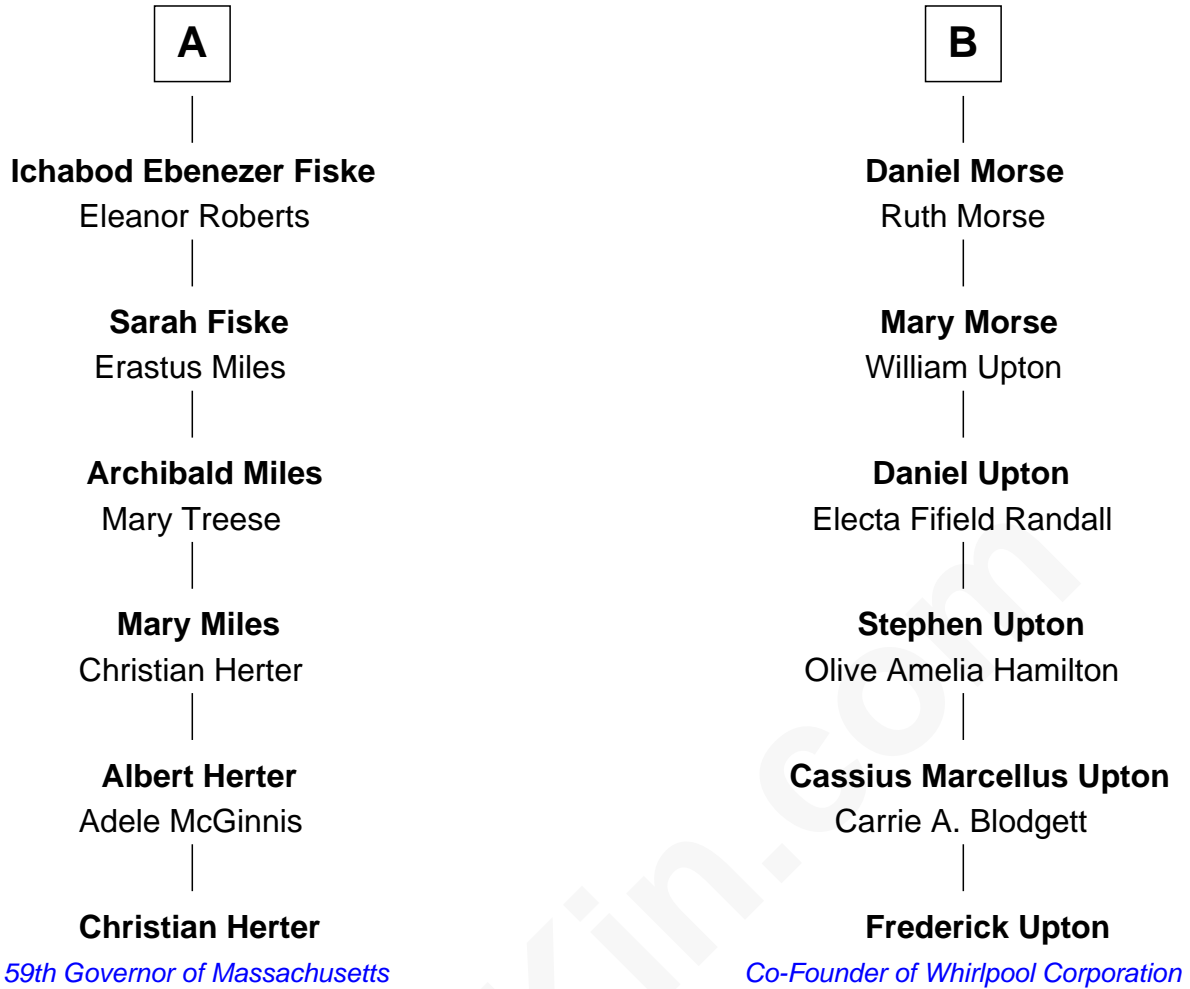 A
Ichabod Ebenezer Fiske
Eleanor Roberts
Sarah Fiske
Erastus Miles
Archibald Miles
Mary Treese
Mary Miles
Christian Herter
Albert Herter
Adele McGinnis
Christian Herter
59th Governor of Massachusetts
B
Daniel Morse
Ruth Morse
Mary Morse
William Upton
Daniel Upton
Electa Fifield Randall
Stephen Upton
Olive Amelia Hamilton
Cassius Marcellus Upton
Carrie A. Blodgett
Frederick Upton
Co-Founder of Whirlpool Corporation
Kin.com